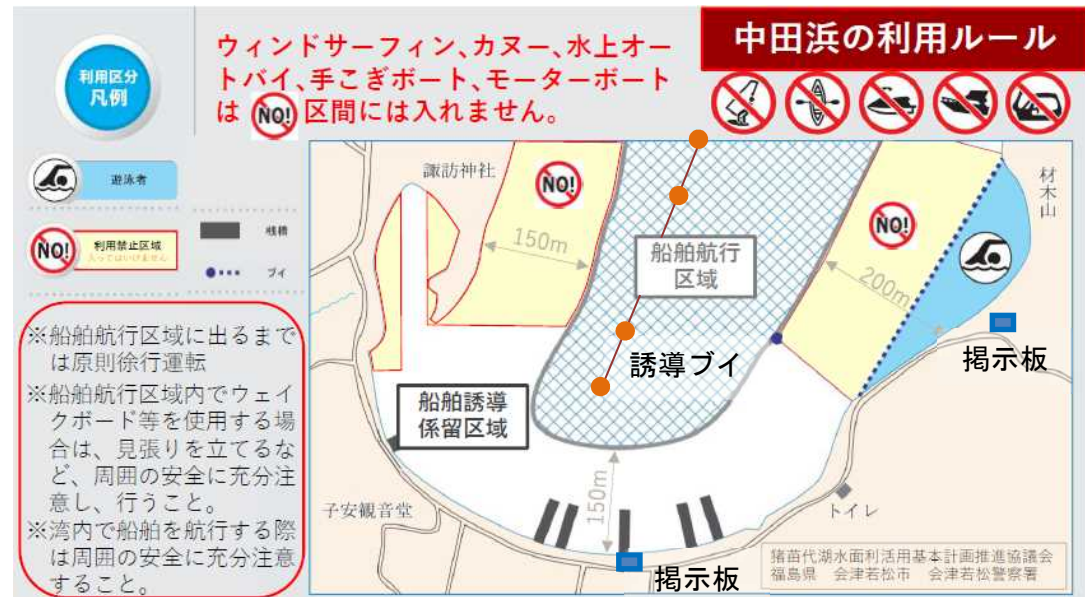 中田浜の利用ルール
利用区分
凡例
ウィンドサーフィン、カヌー、水上オー
トバイ、手こぎボート、モーターボート
は NO! 区間には入れません。
遊泳者
NO!
利用禁止区域
入ってはいけません
桟橋
ブイ
※船舶航行区域に出るまで
は原則徐行運転
※船舶航行区域内でウェイ
クボード等を使用する場
合は、見張りを立てるな
ど、周囲の安全に充分注
意し、行うこと。
※湾内で船舶を航行する際
は周囲の安全に充分注意
すること。
諏訪神社
NO!
150m
船舶航行
区域
NO!
200m
材木山
掲示板
誘導ブイ
船舶誘導
係留区域
150m
子安観音堂
トイレ
掲示板
猪苗代湖水面利活用基本計画推進協議会
福島県 会津若松市 会津若松警察署